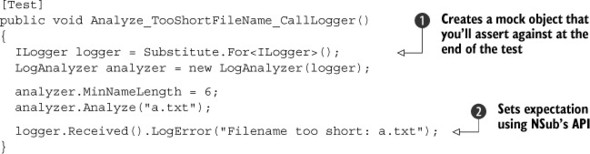 [Test]
public void Analyze_TooShortFileName_CallLogger()
{
ILogger logger = Substitute.For<ILogger>();
LogAnalyzer analyzer = new LogAnalyzer(logger);
analyzer.MinNameLength = 6;
analyzer.Analyze("a.txt");
logger.Received().LogError("Filename too short: a.txt");
}
1 Creates a mock object that
you'll assert against at the
end of the test
2 Sets expectation
using NSub's API